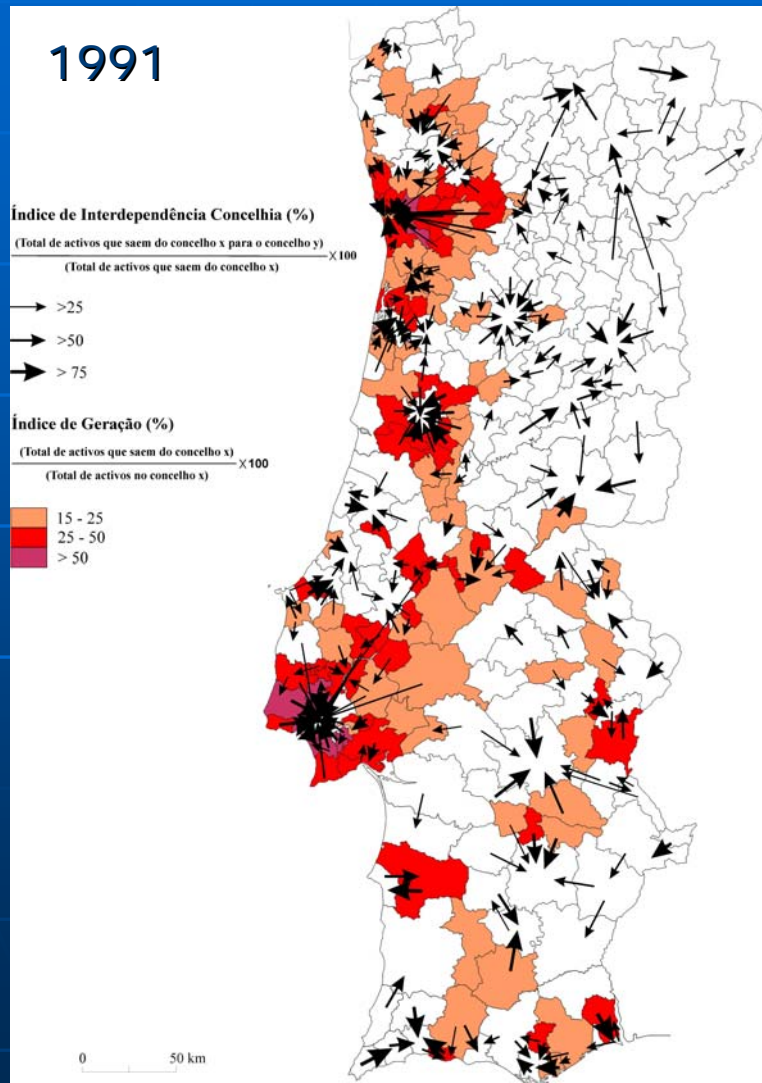 1991
Índice de Interdependência Concelhia (%)
(Total de activos que saem do concelho x para o concelho y)
X 100
(Total de activos que saem do concelho x)
>25
>50
> 75
Índice de Geração (%)
(Total de activos que saem do concelho x)
X 100
(Total de activos no concelho x)
15 - 25
25 - 50
> 50
0 50 km